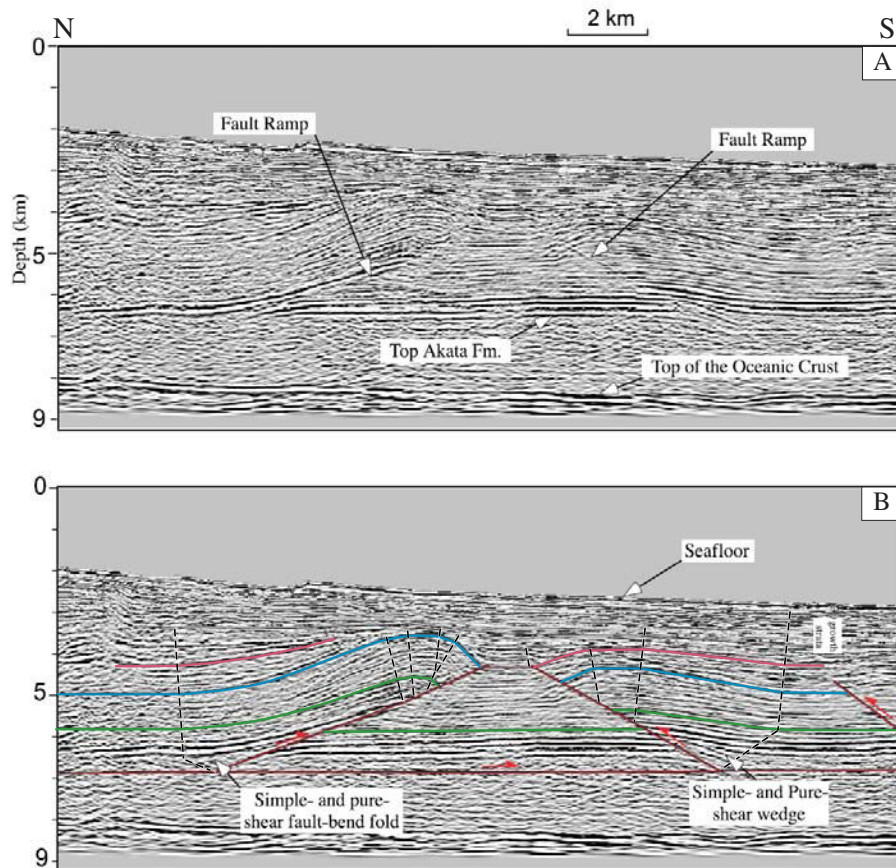 N
2 km
S
0
A
Fault Ramp
Fault Ramp
Depth (km)
5
Top Akata Fm.
Top of the Oceanic Crust
9
0
B
Seafloor
growth
strata
5
Simple- and pure-
shear fault-bend fold
Simple- and Pure-
shear wedge
9